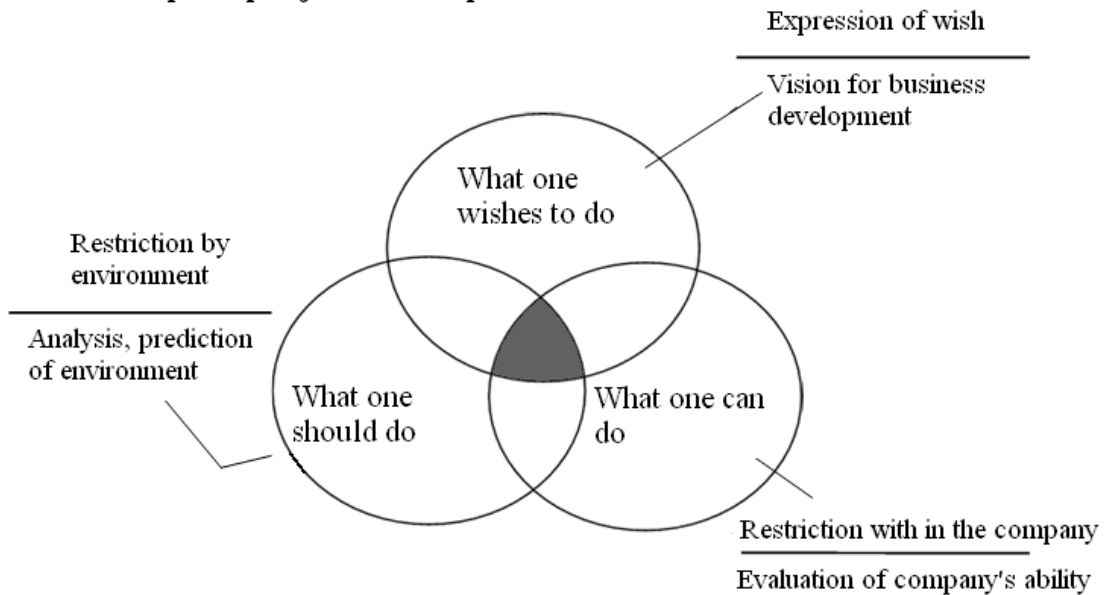 Expression of wish
Vision for business
development
What one
wishes to do
Restriction by
environment
Analysis, prediction
of environment
What one
should do
What one can
do
Restriction with in the company
Evaluation of company's ability